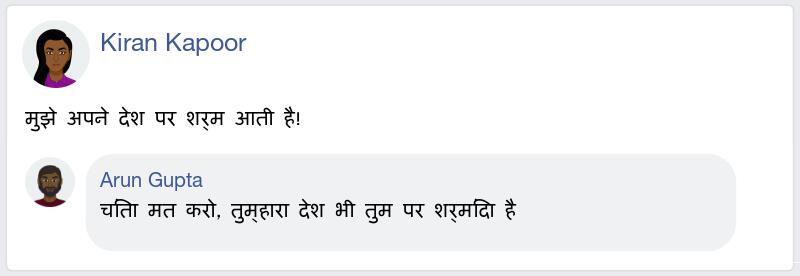 Kiran Kapoor
मुझे अपने देश पर शर्म आती है!
Arun Gupta
चिंता मत करो, तुम्हारा देश भी तुम पर शर्मिंदा है